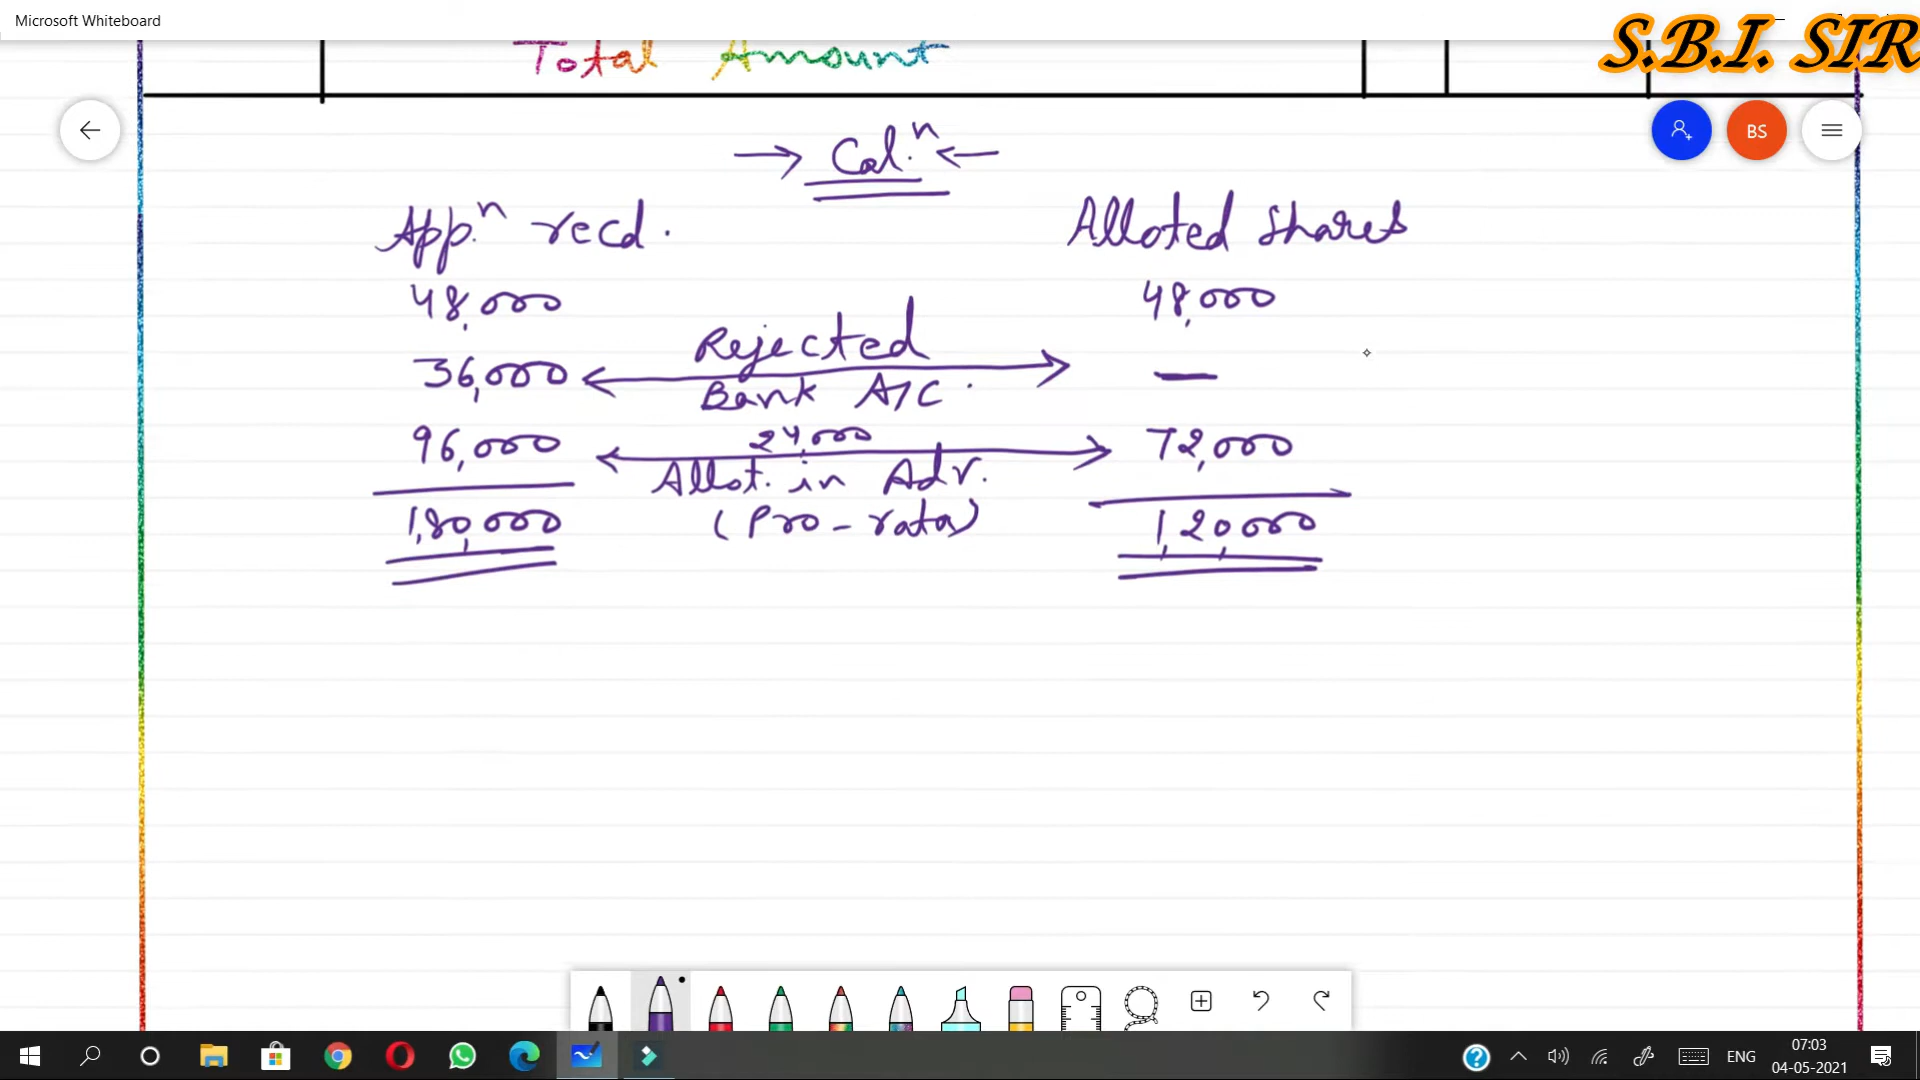 Microsoft Whiteboard
S.B.I. SIR
Total Amount
BS
Cal.ⁿ
App.ⁿ recd.
Alloted Shares
48,000
48,000
Rejected
36,000
—
Bank A/C.
96,000
24,000
72,000
Allot. in Adv.
1,80,000
(Pro-rata)
1,20,000
ENG
07:03
04-05-2021